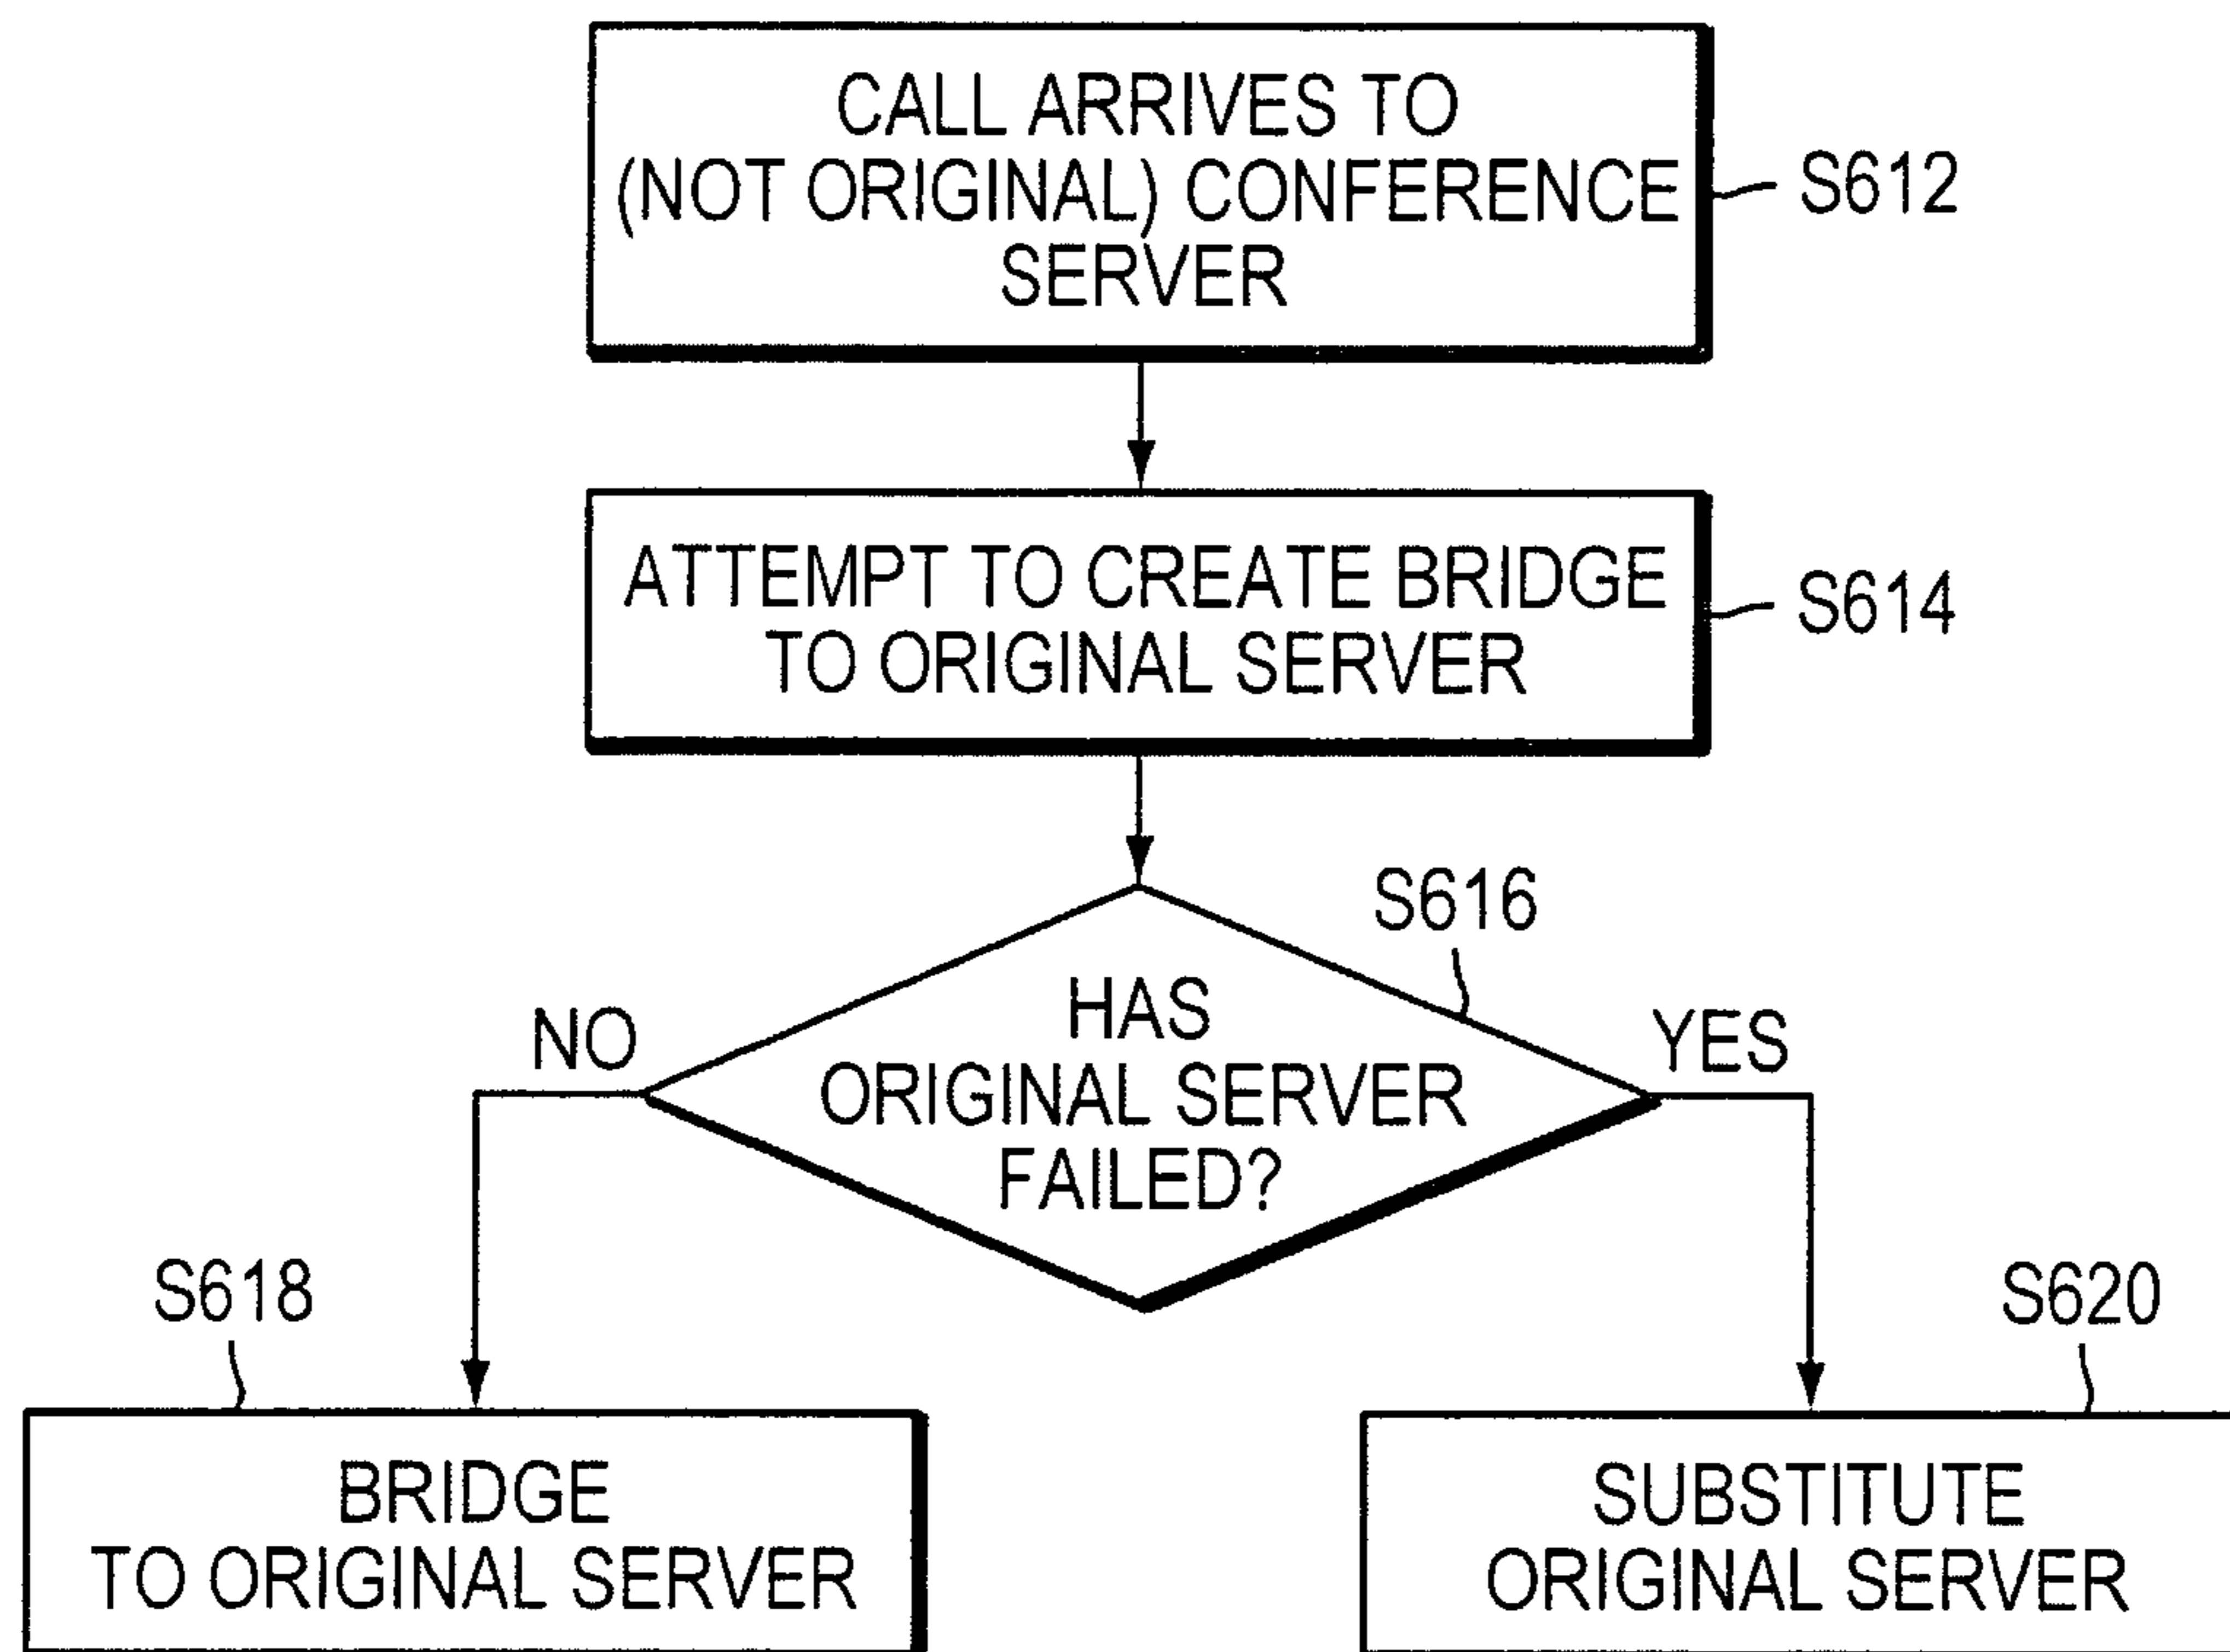 CALL ARRIVES TO
(NOT ORIGINAL) CONFERENCE
SERVER
S612
ATTEMPT TO CREATE BRIDGE
TO ORIGINAL SERVER
S614
S616
HAS
ORIGINAL SERVER
FAILED?
NO
YES
S618
BRIDGE
TO ORIGINAL SERVER
S620
SUBSTITUTE
ORIGINAL SERVER